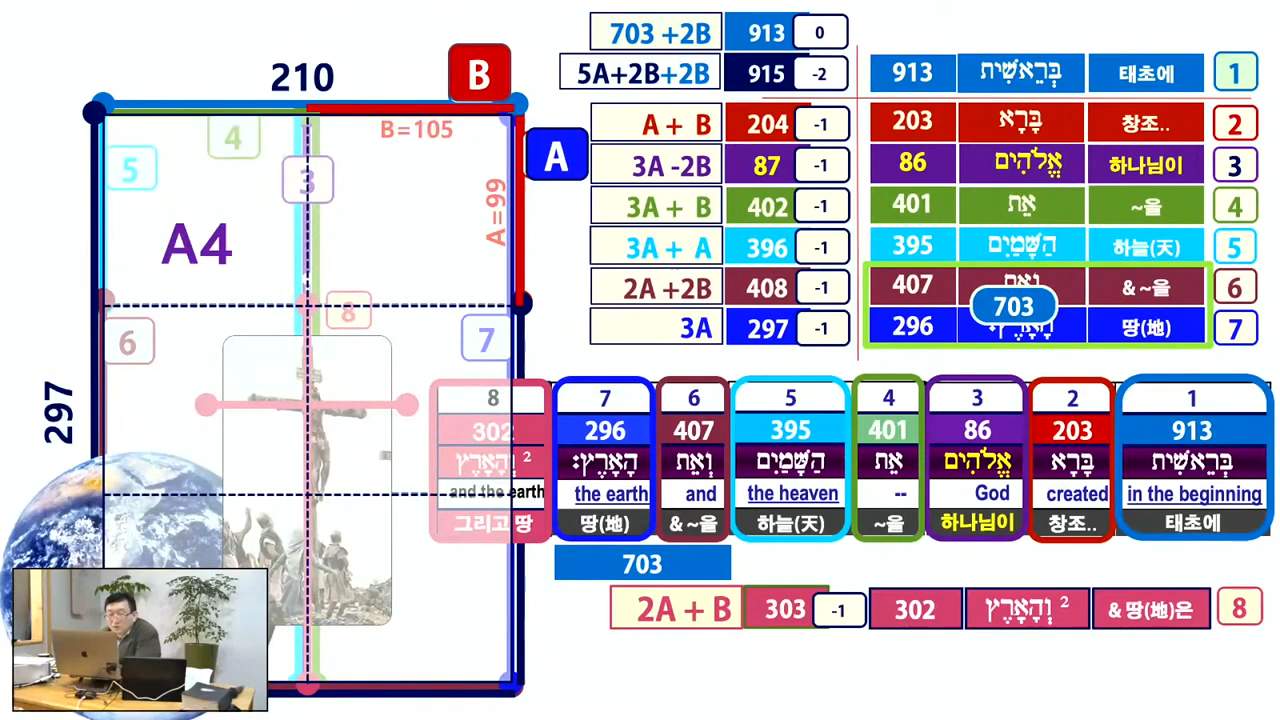 210
B
B=105
A
A=99
5
4
3
A4
8
6
7
297
703 +2B 913 0
5A+2B+2B 915 -2
A + B 204 -1
3A -2B 87 -1
3A + B 402 -1
3A + A 396 -1
2A +2B 408 -1
3A 297 -1
913 בְּרֵאשִׁית 태초에 1
203 בָּרָא 창조.. 2
86 אֱלֹהִים 하나님이 3
401 אֵת ~을 4
395 הַשָּׁמַיִם 하늘(天) 5
407 & ~을 6
703
296 הָאָרֶץ׃ 땅(地) 7
8 7 6 5 4 3 2 1
302 296 407 395 401 86 203 913
וְהָאָרֶץ 2 הָאָרֶץ׃ וְאֵת הַשָּׁמַיִם אֵת אֱלֹהִים בָּרָא בְּרֵאשִׁית
and the earth the earth and the heaven -- God created in the beginning
그리고 땅 땅(地) & ~을 하늘(天) ~을 하나님이 창조.. 태초에
703
2A + B 303 -1 302 וְהָאָרֶץ 2 & 땅(地)은 8